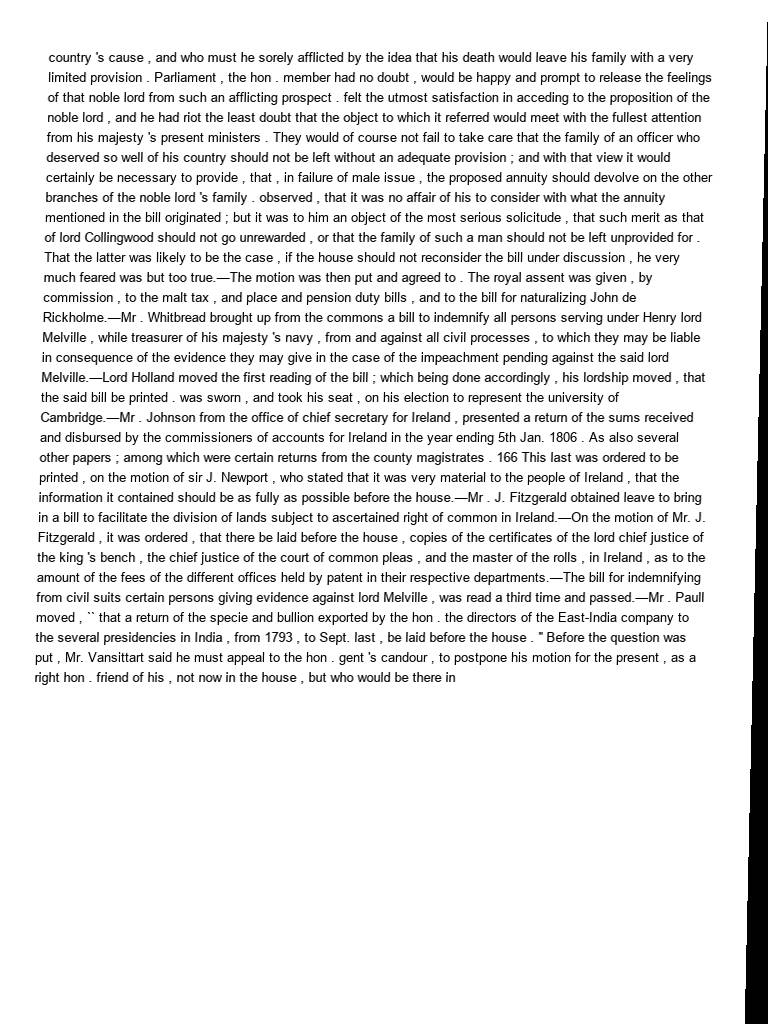 country 's cause , and who must he sorely afflicted by the idea that his death would leave his family with a very
limited provision . Parliament , the hon . member had no doubt , would be happy and prompt to release the feelings
of that noble lord from such an afflicting prospect . felt the utmost satisfaction in acceding to the proposition of the
noble lord , and he had riot the least doubt that the object to which it referred would meet with the fullest attention
from his majesty 's present ministers . They would of course not fail to take care that the family of an officer who
deserved so well of his country should not be left without an adequate provision ; and with that view it would
certainly be necessary to provide , that , in failure of male issue , the proposed annuity should devolve on the other
branches of the noble lord 's family . observed , that it was no affair of his to consider with what the annuity
mentioned in the bill originated ; but it was to him an object of the most serious solicitude , that such merit as that
of lord Collingwood should not go unrewarded , or that the family of such a man should not be left unprovided for .
That the latter was likely to be the case , if the house should not reconsider the bill under discussion , he very
much feared was but too true.—The motion was then put and agreed to . The royal assent was given , by
commission , to the malt tax , and place and pension duty bills , and to the bill for naturalizing John de
Rickholme.—Mr . Whitbread brought up from the commons a bill to indemnify all persons serving under Henry lord
Melville , while treasurer of his majesty 's navy , from and against all civil processes , to which they may be liable
in consequence of the evidence they may give in the case of the impeachment pending against the said lord
Melville.—Lord Holland moved the first reading of the bill ; which being done accordingly , his lordship moved , that
the said bill be printed . was sworn , and took his seat , on his election to represent the university of
Cambridge.—Mr . Johnson from the office of chief secretary for Ireland , presented a return of the sums received
and disbursed by the commissioners of accounts for Ireland in the year ending 5th Jan. 1806 . As also several
other papers ; among which were certain returns from the county magistrates . 166 This last was ordered to be
printed , on the motion of sir J. Newport , who stated that it was very material to the people of Ireland , that the
information it contained should be as fully as possible before the house.—Mr . J. Fitzgerald obtained leave to bring
in a bill to facilitate the division of lands subject to ascertained right of common in Ireland.—On the motion of Mr. J.
Fitzgerald , it was ordered , that there be laid before the house , copies of the certificates of the lord chief justice of
the king 's bench , the chief justice of the court of common pleas , and the master of the rolls , in Ireland , as to the
amount of the fees of the different offices held by patent in their respective departments.—The bill for indemnifying
from civil suits certain persons giving evidence against lord Melville , was read a third time and passed.—Mr . Paull
moved , `` that a return of the specie and bullion exported by the hon . the directors of the East-India company to
the several presidencies in India , from 1793 , to Sept. last , be laid before the house . " Before the question was
put , Mr. Vansittart said he must appeal to the hon . gent 's candour , to postpone his motion for the present , as a
right hon . friend of his , not now in the house , but who would be there in